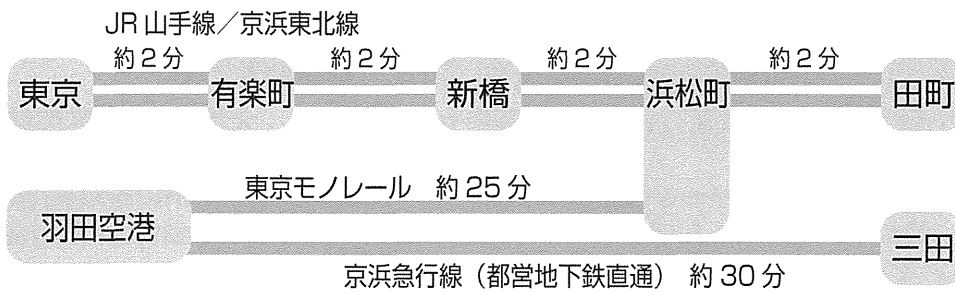 JR山手線／京浜東北線
約2分 約2分 約2分 約2分
東京 有楽町 新橋 浜松町 田町
東京モノレール 約25分
羽田空港
三田
京浜急行線（都営地下鉄直通） 約30分